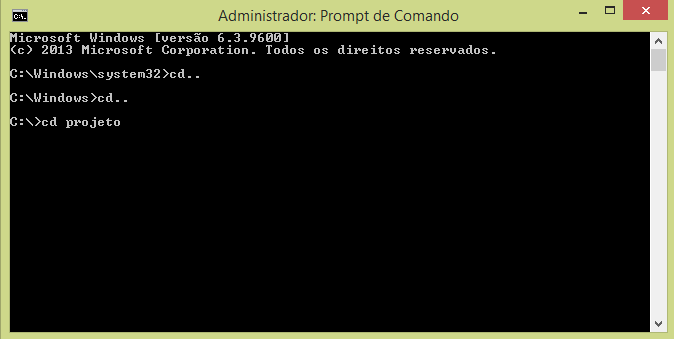 Administrador: Prompt de Comando
Microsoft Windows [versão 6.3.9600]
(c) 2013 Microsoft Corporation. Todos os direitos reservados.
C:\Windows\system32>cd..
C:\Windows>cd..
C:\>cd projeto